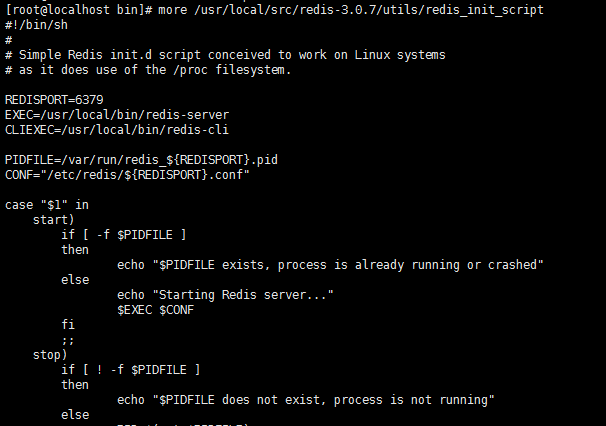 [root@localhost bin]# more /usr/local/src/redis-3.0.7/utils/redis_init_script
#!/bin/sh
#
# Simple Redis init.d script conceived to work on Linux systems
# as it does use of the /proc filesystem.
REDISPORT=6379
EXEC=/usr/local/bin/redis-server
CLIEXEC=/usr/local/bin/redis-cli
PIDFILE=/var/run/redis_${REDISPORT}.pid
CONF="/etc/redis/${REDISPORT}.conf"
case "$1" in
start)
if [ -f $PIDFILE ]
then
echo "$PIDFILE exists, process is already running or crashed"
else
echo "Starting Redis server..."
$EXEC $CONF
fi
;;
stop)
if [ ! -f $PIDFILE ]
then
echo "$PIDFILE does not exist, process is not running"
else